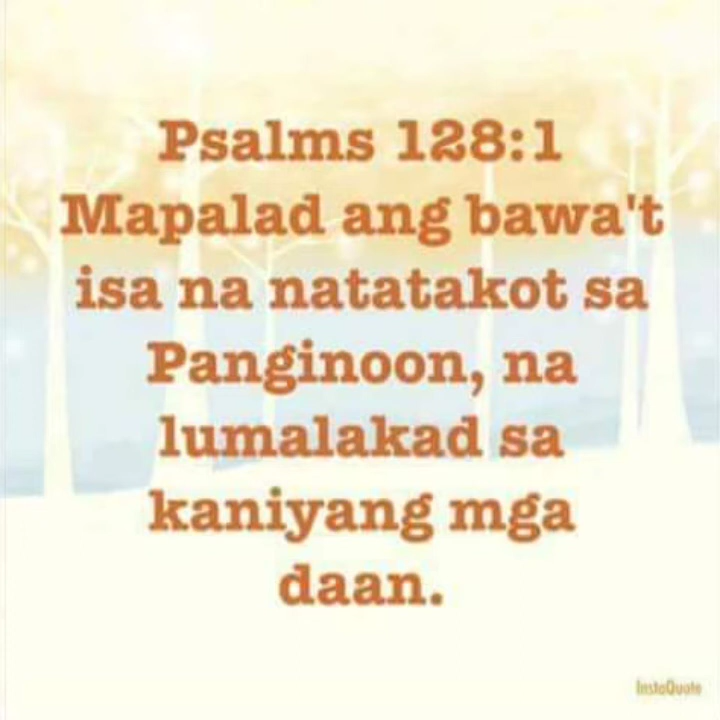 Psalms 128:1
Mapalad ang bawa't
isa na natatakot sa
Panginoon, na
lumalakad sa
kaniyang mga
daan.
InstaQuote